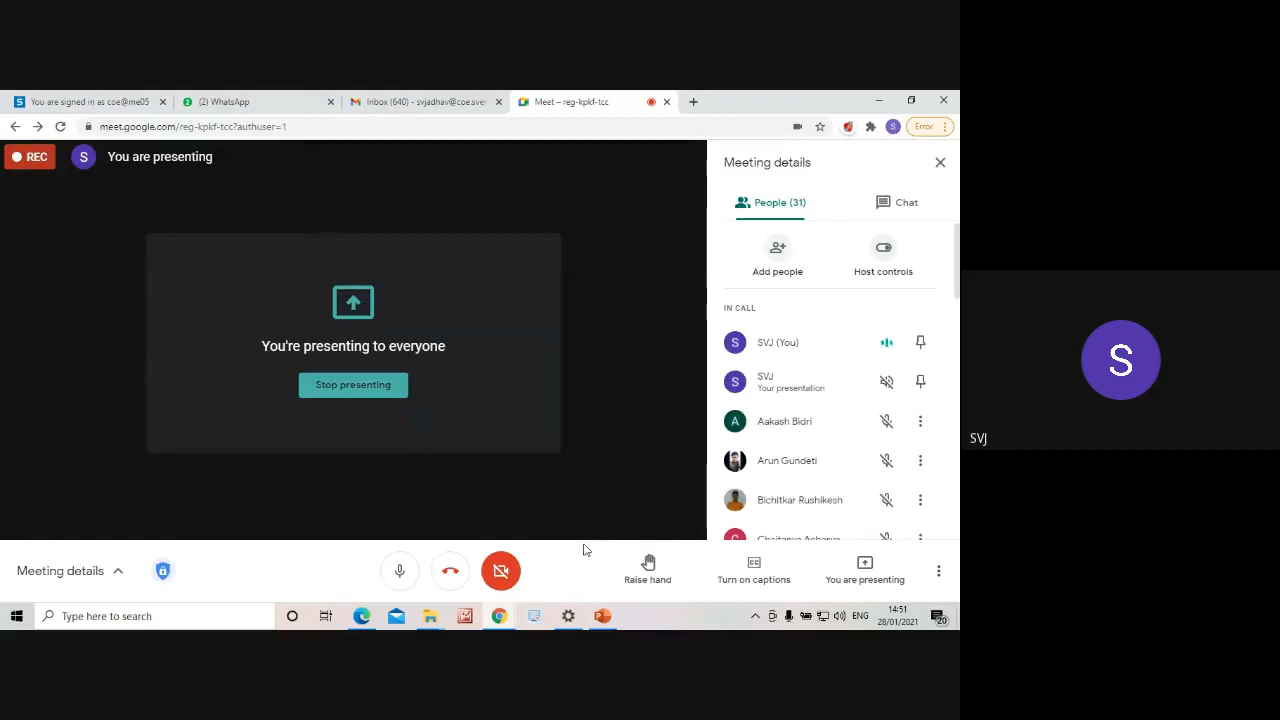 You are signed in as coe@me05
(2) WhatsApp
Inbox (640) - svjadhav@coe.sve
Meet – reg-kpkf-tcc
meet.google.com/reg-kpkf-tcc?authuser=1
S
Error
REC
S
You are presenting
Meeting details
People (31)
Chat
Add people
Host controls
IN CALL
S
SVJ (You)
S
SVJ
Your presentation
A
Aakash Bidri
Arun Gundeti
Bichitkar Rushikesh
Chaitanya Acharya
You're presenting to everyone
Stop presenting
S
SVJ
Meeting details
Raise hand
CC
Turn on captions
You are presenting
Type here to search
ENG
14:51
28/01/2021
20